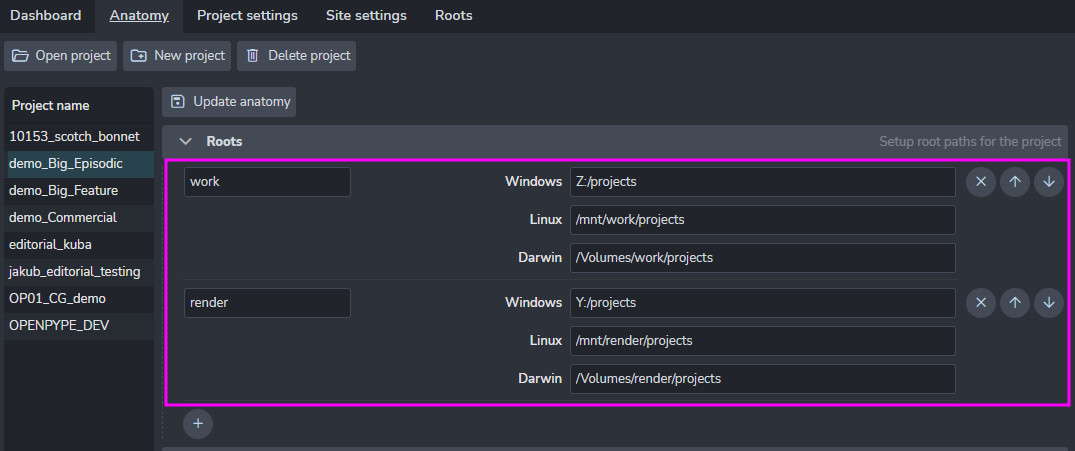 Dashboard Anatomy Project settings Site settings Roots
Open project New project Delete project
Project name
10153_scotch_bonnet
demo_Big_Episodic
demo_Big_Feature
demo_Commercial
editorial_kuba
jakub_editorial_testing
OP01_CG_demo
OPENPYPE_DEV
Update anatomy
Roots Setup root paths for the project
work Windows Z:/projects
Linux /mnt/work/projects
Darwin /Volumes/work/projects
render Windows Y:/projects
Linux /mnt/render/projects
Darwin /Volumes/render/projects